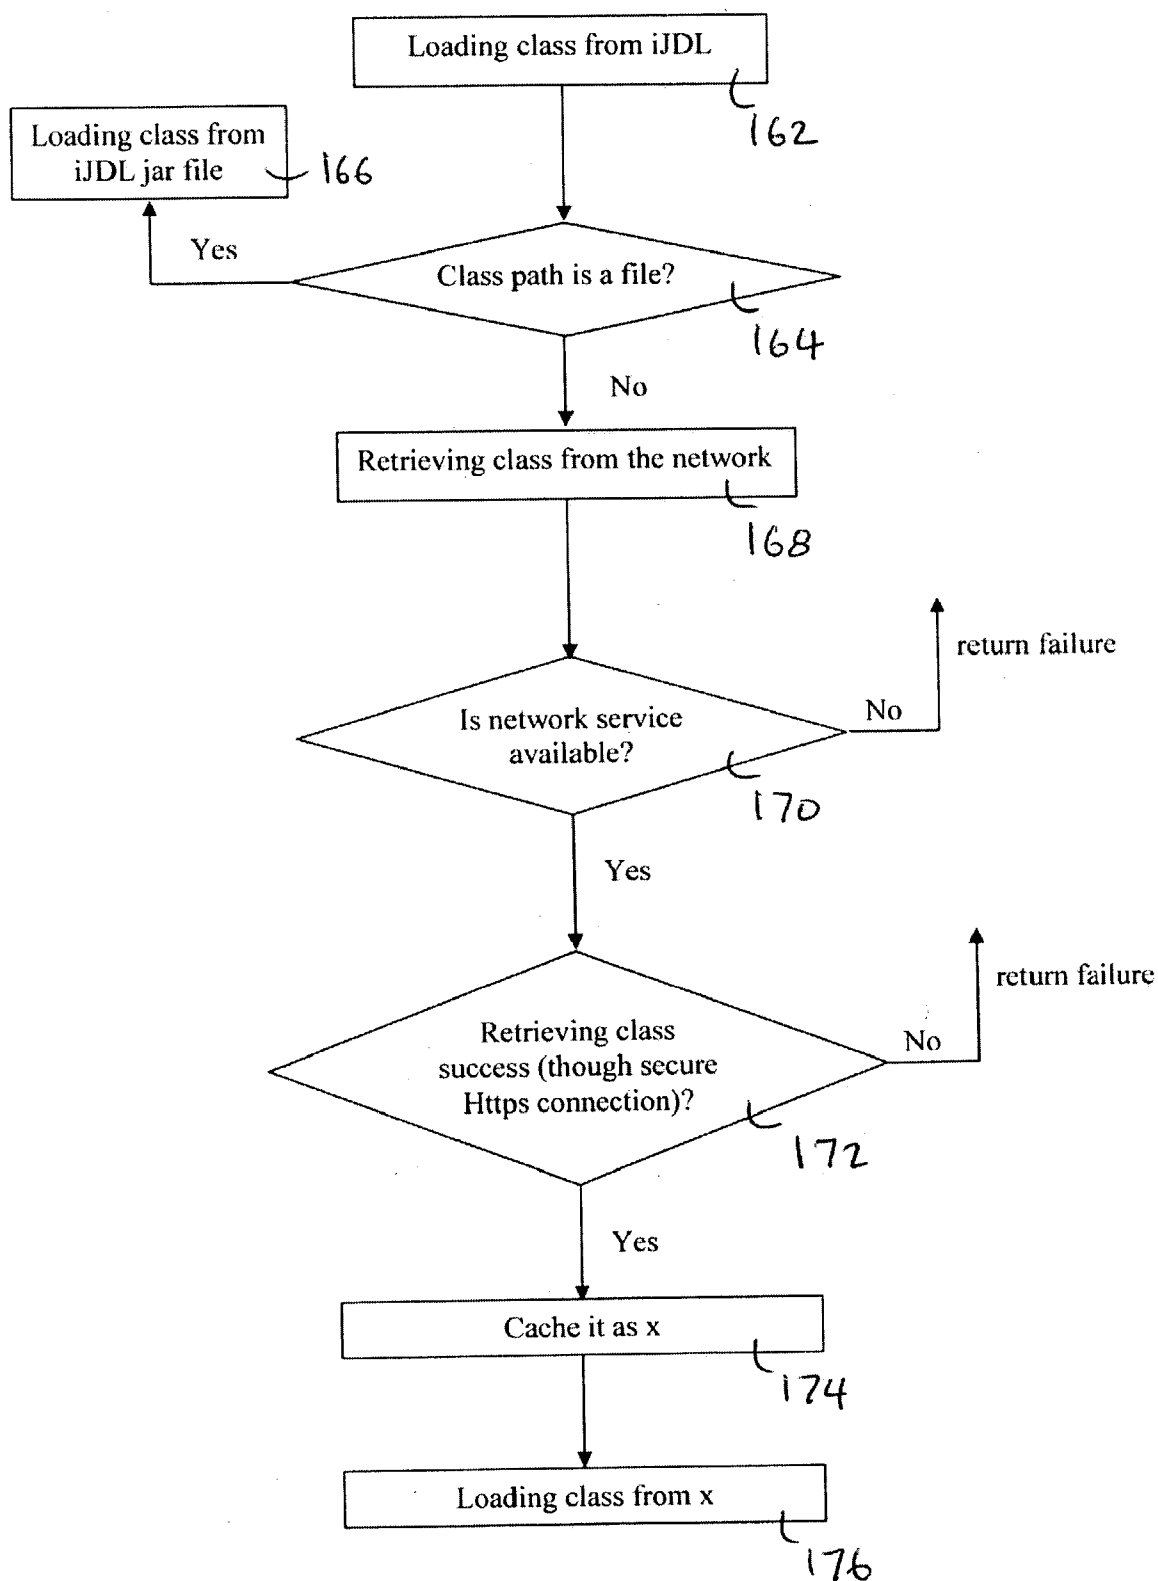 Loading class from iJDL
162
Loading class from
iJDL jar file
166
Yes
Class path is a file?
164
No
Retrieving class from the network
168
return failure
No
Is network service
available?
170
Yes
return failure
No
Retrieving class
success (though secure
Https connection)?
172
Yes
Cache it as x
174
Loading class from x
176